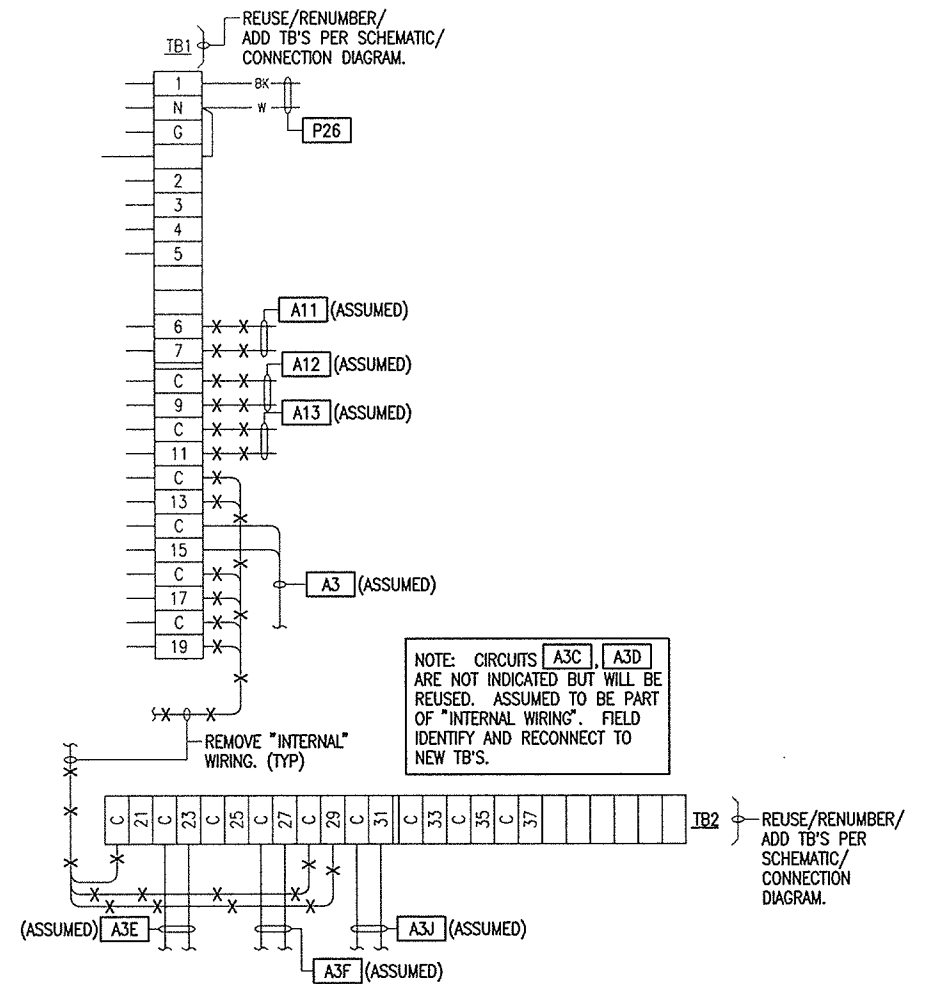 REUSE/RENUMBER/
ADD TB'S PER SCHEMATIC/
CONNECTION DIAGRAM.
TB1
1
BK
N
W
G
P26
2
3
4
5
6
A11 (ASSUMED)
7
C
A12 (ASSUMED)
9
C
A13 (ASSUMED)
11
C
13
C
15
C
A3 (ASSUMED)
17
C
19
NOTE: CIRCUITS A3C, A3D
ARE NOT INDICATED BUT WILL BE
REUSED. ASSUMED TO BE PART
OF "INTERNAL WIRING". FIELD
IDENTIFY AND RECONNECT TO
NEW TB'S.
REMOVE "INTERNAL"
WIRING. (TYP)
C 21 C 23 C 25 C 27 C 29 C 31 C 33 C 35 C 37
TB2
REUSE/RENUMBER/
ADD TB'S PER
SCHEMATIC/
CONNECTION
DIAGRAM.
(ASSUMED) A3E
A3J (ASSUMED)
A3F (ASSUMED)